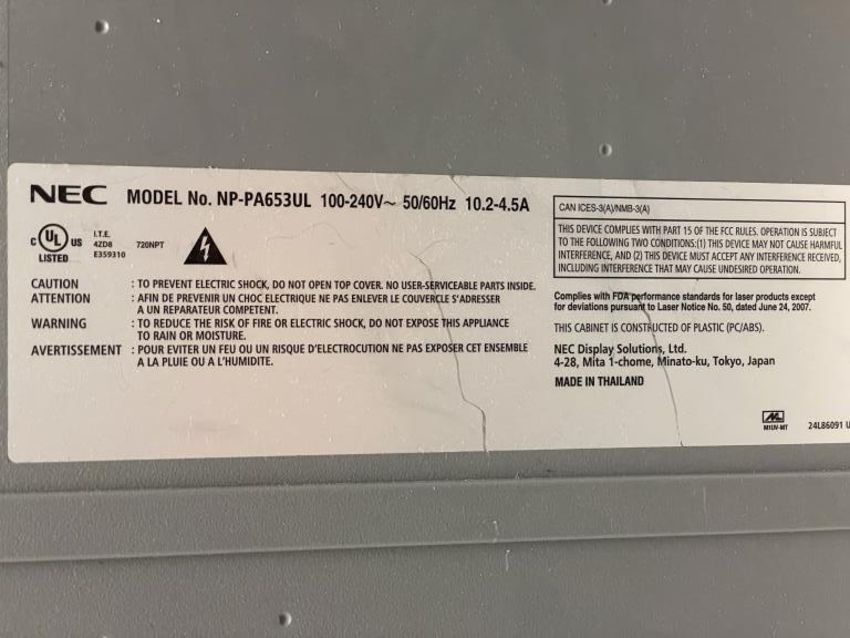 NEC MODEL No. NP-PA653UL 100-240V~ 50/60Hz 10.2-4.5A
C UL US LISTED
I.T.E.
4ZD8 720NPT
E359310
CAUTION : TO PREVENT ELECTRIC SHOCK, DO NOT OPEN TOP COVER. NO USER-SERVICEABLE PARTS INSIDE.
ATTENTION : AFIN DE PREVENIR UN CHOC ELECTRIQUE NE PAS ENLEVER LE COUVERCLE S'ADRESSER
A UN REPARATEUR COMPETENT.
WARNING : TO REDUCE THE RISK OF FIRE OR ELECTRIC SHOCK, DO NOT EXPOSE THIS APPLIANCE
TO RAIN OR MOISTURE.
AVERTISSEMENT : POUR EVITER UN FEU OU UN RISQUE D'ELECTROCUTION NE PAS EXPOSER CET ENSEMBLE
A LA PLUIE OU A L'HUMIDITE.
CAN ICES-3(A)/NMB-3(A)
THIS DEVICE COMPLIES WITH PART 15 OF THE FCC RULES. OPERATION IS SUBJECT
TO THE FOLLOWING TWO CONDITIONS:(1) THIS DEVICE MAY NOT CAUSE HARMFUL
INTERFERENCE, AND (2) THIS DEVICE MUST ACCEPT ANY INTERFERENCE RECEIVED,
INCLUDING INTERFERENCE THAT MAY CAUSE UNDESIRED OPERATION.
Complies with FDA performance standards for laser products except
for deviations pursuant to Laser Notice No. 50, dated June 24, 2007.
THIS CABINET IS CONSTRUCTED OF PLASTIC (PC/ABS).
NEC Display Solutions, Ltd.
4-28, Mita 1-chome, Minato-ku, Tokyo, Japan
MADE IN THAILAND
M1UV-MT 24L86091 U